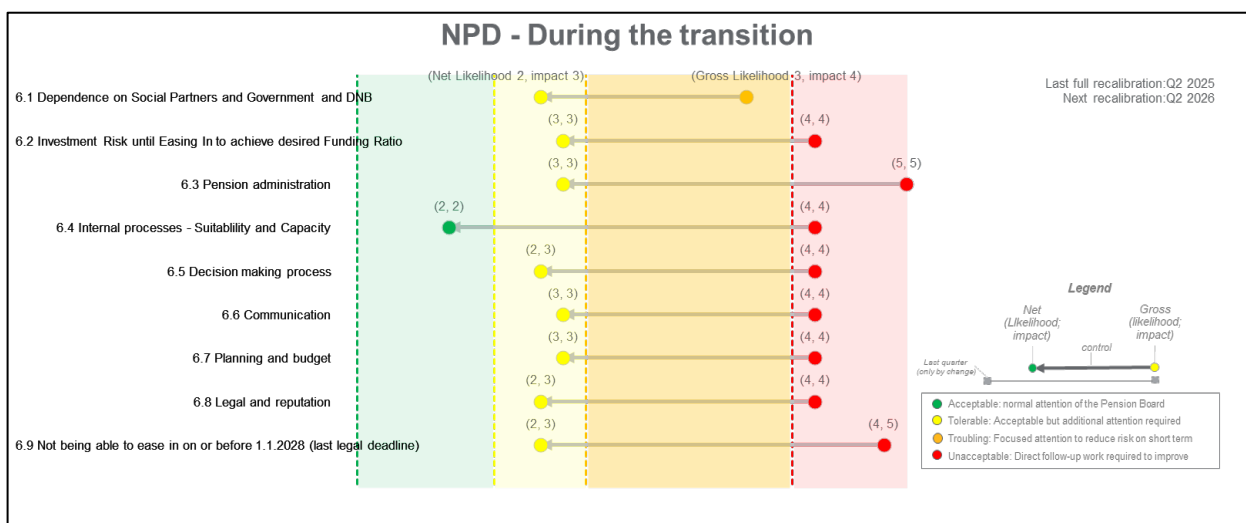 NPD - During the transition
(Net Likelihood 2, impact 3)
(Gross Likelihood 3, impact 4)
Last full recalibration:Q2 2025
Next recalibration:Q2 2026
6.1 Dependence on Social Partners and Government and DNB
(3, 3)
(4, 4)
6.2 Investment Risk until Easing In to achieve desired Funding Ratio
(3, 3)
(5, 5)
6.3 Pension administration
(2, 2)
(4, 4)
6.4 Internal processes - Suitablility and Capacity
(2, 3)
(4, 4)
6.5 Decision making process
(3, 3)
(4, 4)
6.6 Communication
(3, 3)
(4, 4)
6.7 Planning and budget
(2, 3)
(4, 4)
6.8 Legal and reputation
(2, 3)
(4, 5)
6.9 Not being able to ease in on or before 1.1.2028 (last legal deadline)
Legend
Net
(Likelihood;
impact)
Gross
(likelihood;
impact)
control
Last quarter
(only by change)
Acceptable: normal attention of the Pension Board
Tolerable: Acceptable but additional attention required
Troubling: Focused attention to reduce risk on short term
Unacceptable: Direct follow-up work required to improve